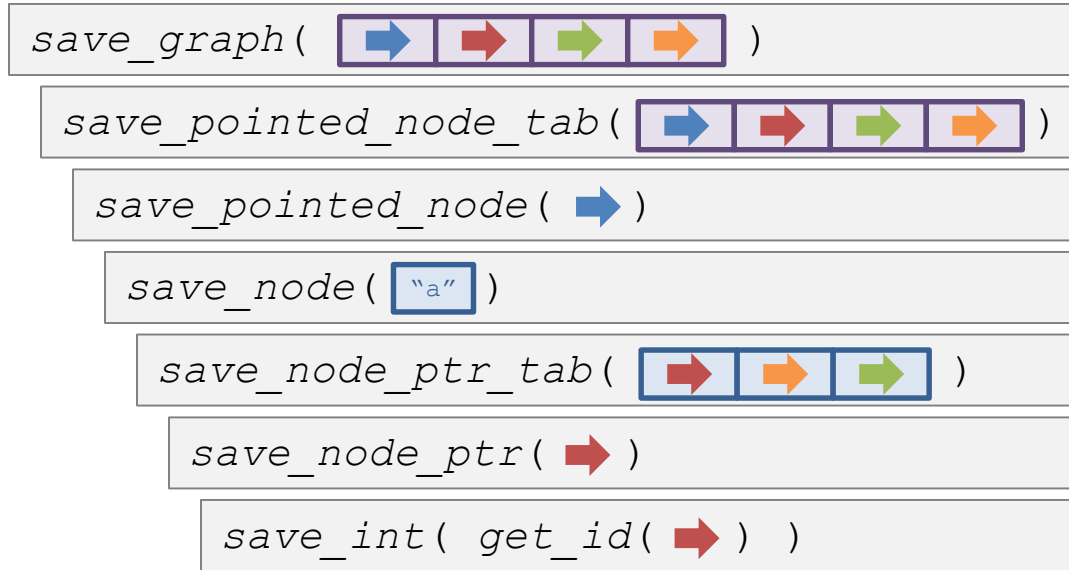 save_graph( )
save_pointed_node_tab( )
save_pointed_node( )
save_node( “a” )
save_node_ptr_tab( )
save_node_ptr( )
save_int( get_id( ) )